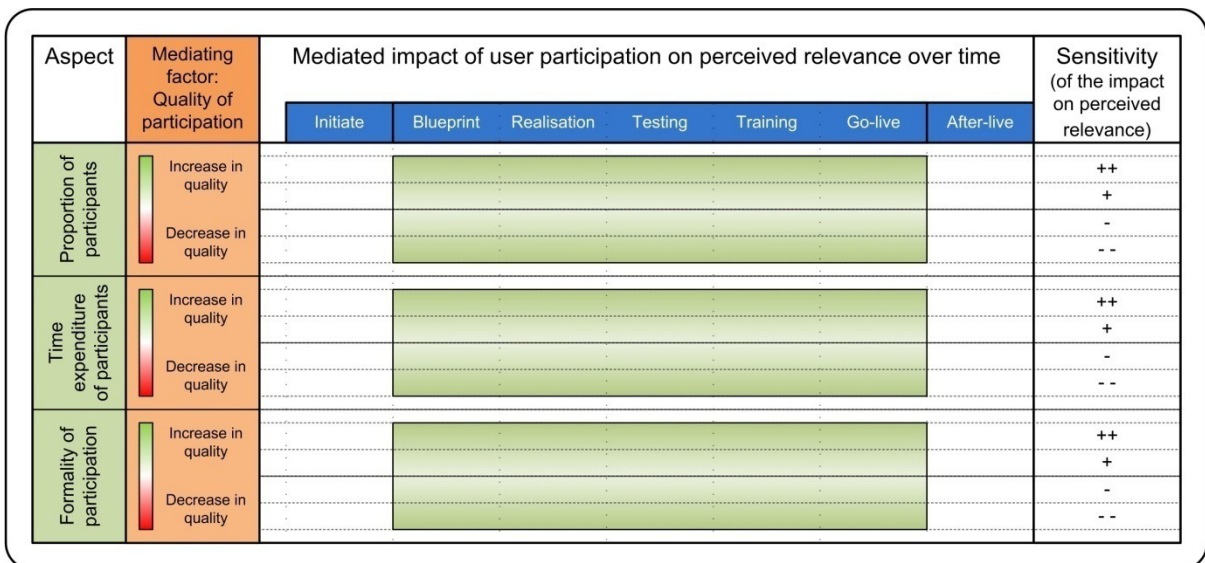 Aspect
Mediating
factor:
Quality of
participation
Mediated impact of user participation on perceived relevance over time
Initiate
Blueprint
Realisation
Testing
Training
Go-live
After-live
Sensitivity
(of the impact
on perceived
relevance)
Proportion of
participants
Increase in
quality
Decrease in
quality
++
+
-
- -
Time
expenditure
of participants
Increase in
quality
Decrease in
quality
++
+
-
- -
Formality of
participation
Increase in
quality
Decrease in
quality
++
+
-
- -